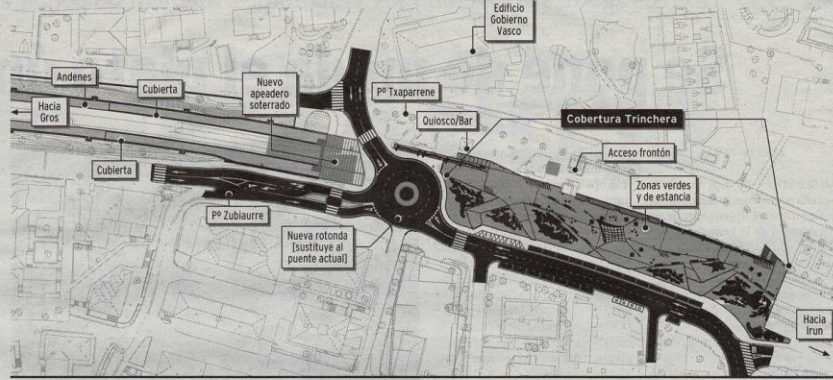 Edificio
Gobierno
Vasco
Andenes
Cubierta
Nuevo
apeadero
soterrado
Pº Txaparrene
Hacia
Gros
Quiosco/Bar
Cobertura Trinchera
Acceso frontón
Cubierta
Zonas verdes
y de estancia
Pº Zubiaurre
Nueva rotonda
[sustituye al
puente actual]
Hacia
Irun